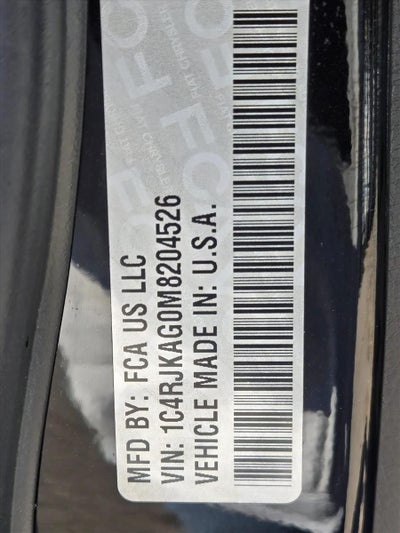 MFD BY: FCA US LLC
VIN: 1C4RJKAG0M8204526
VEHICLE MADE IN: U.S.A.